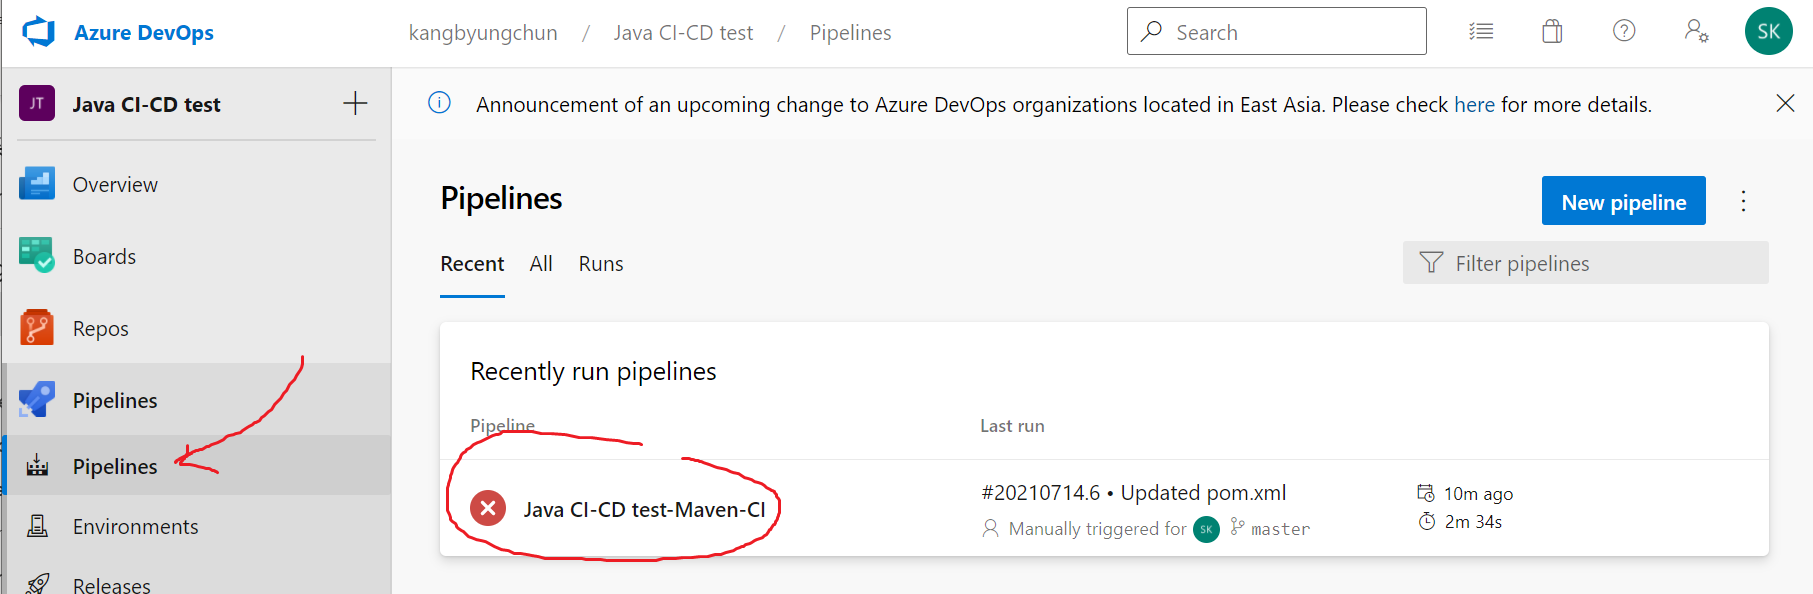 Azure DevOps
kangbyungchun / Java CI-CD test / Pipelines
Search
SK
JT Java CI-CD test
Announcement of an upcoming change to Azure DevOps organizations located in East Asia. Please check here for more details.
Overview
Boards
Repos
Pipelines
Pipelines
Environments
Releases
Pipelines
New pipeline
Recent All Runs
Filter pipelines
Recently run pipelines
Pipeline Last run
Java CI-CD test-Maven-CI
#20210714.6 • Updated pom.xml
Manually triggered for SK master
10m ago
2m 34s